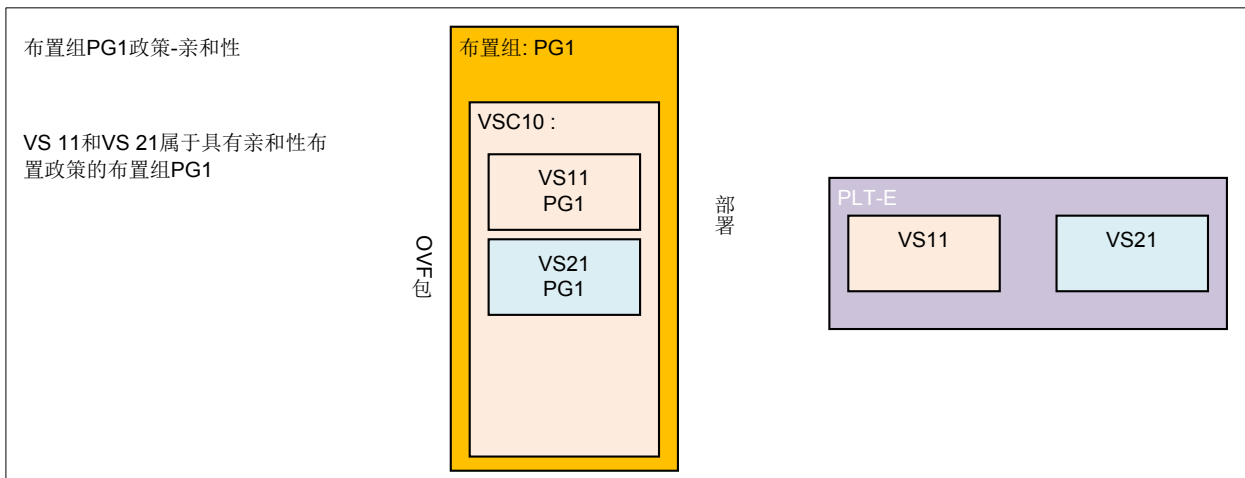 布置组PG1政策-亲和性
VS 11和VS 21属于具有亲和性布
置政策的布置组PG1
OVF包
布置组: PG1
VSC10 :
VS11
PG1
VS21
PG1
部署
PLT-E
VS11
VS21